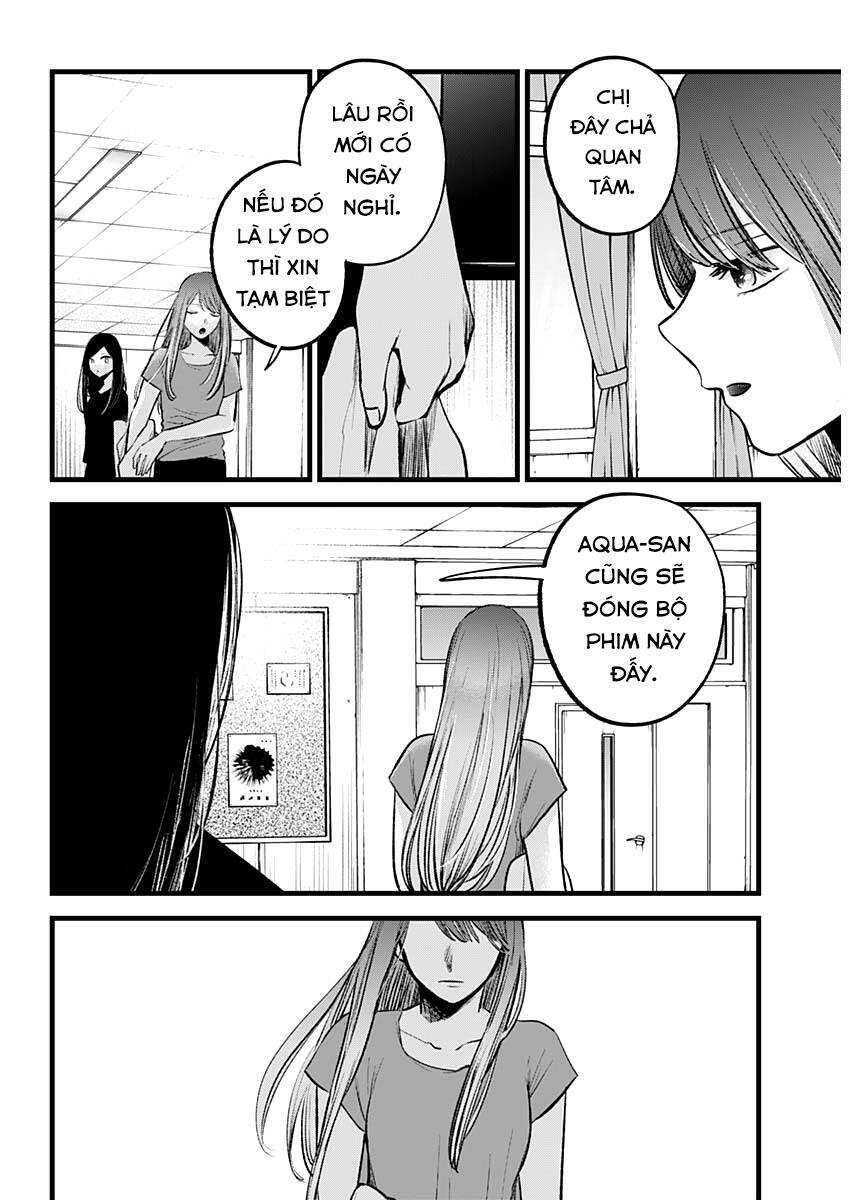 CHỊ
ĐÂY CHẢ
QUAN
TÂM.
LÂU RỒI
MỚI CÓ
NGÀY
NGHỈ.
NẾU ĐÓ
LÀ LÝ DO
THÌ XIN
TẠM BIỆT
AQUA-SAN
CŨNG SẼ
ĐÓNG BỘ
PHIM NÀY
ĐẤY.